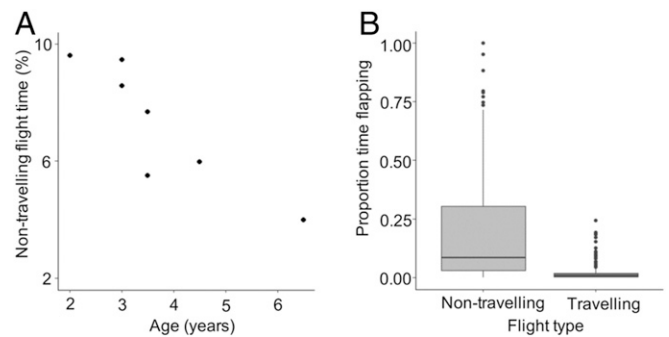 A
Non-travelling flight time (%)
10
6
2
2 3 4 5 6
Age (years)
B
Proportion time flapping
1.00
0.75
0.50
0.25
0.00
Non-travelling Travelling
Flight type